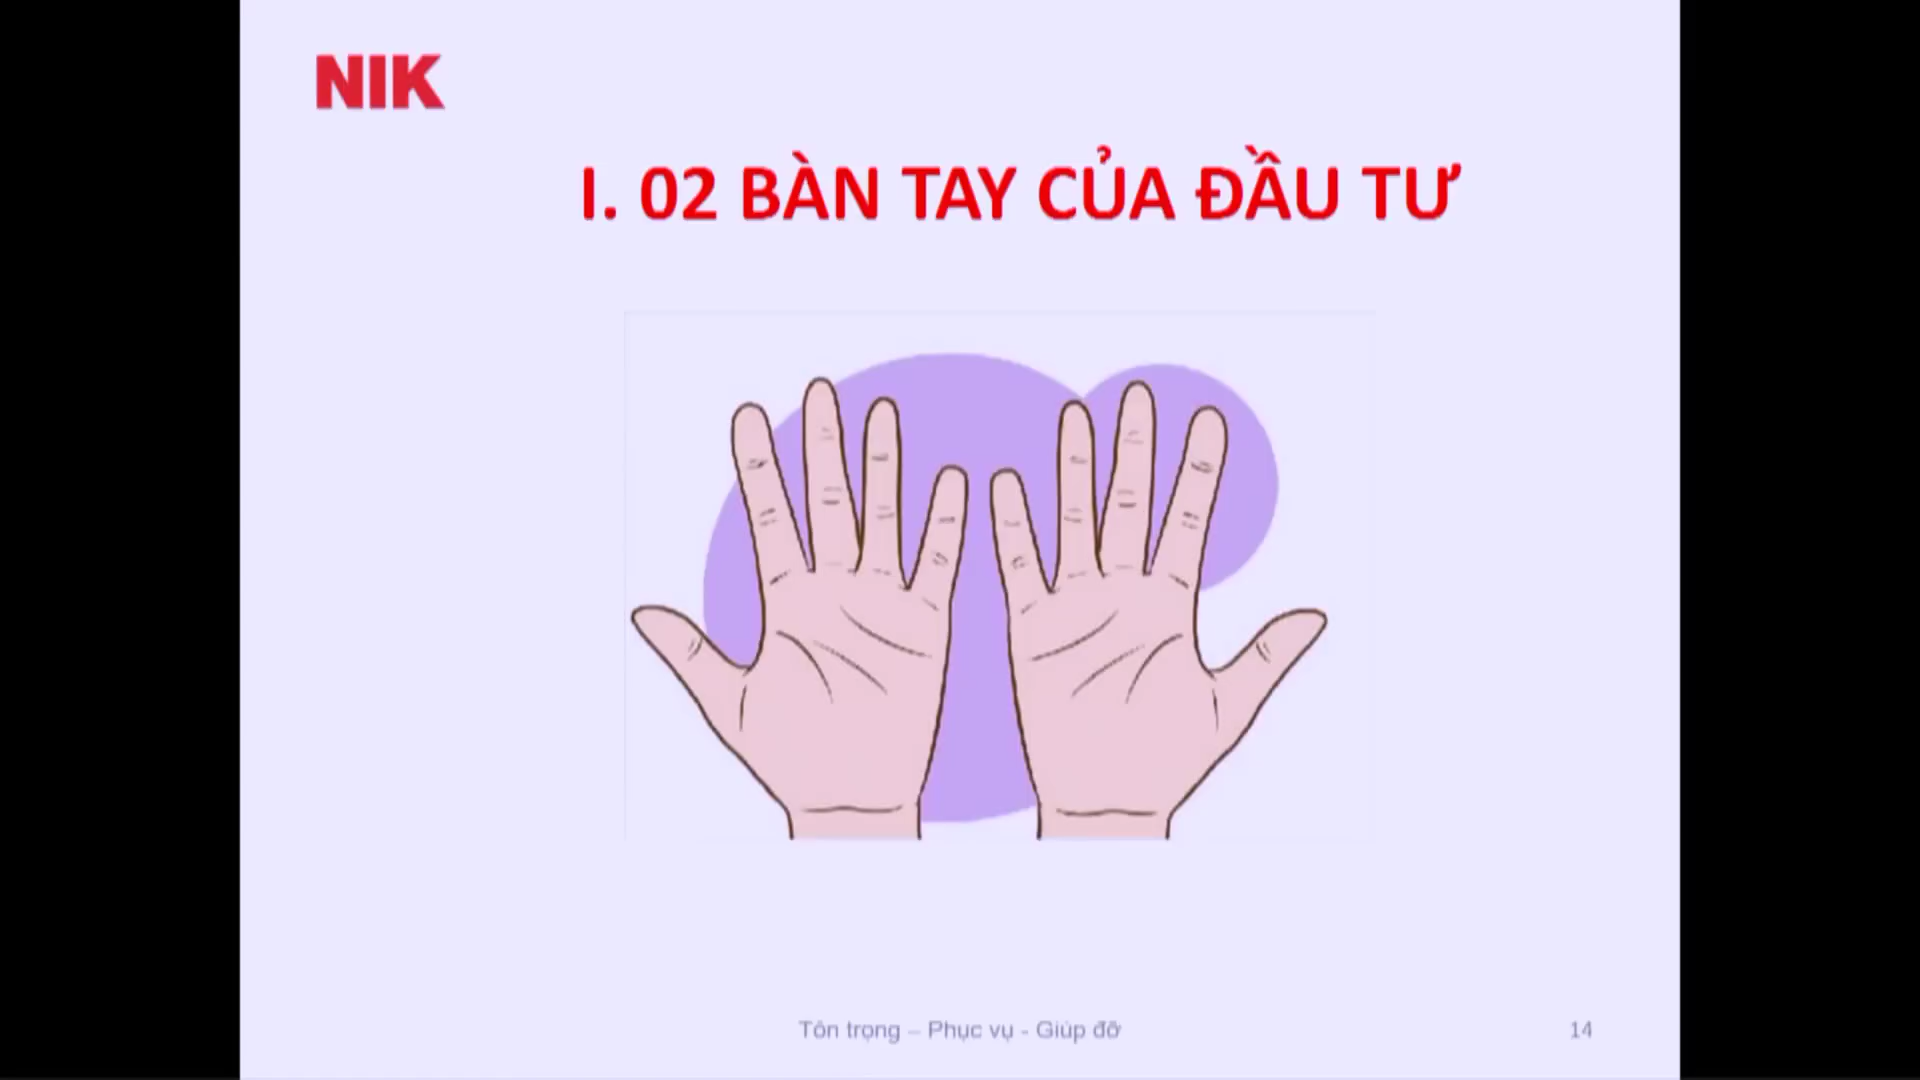 NIK
I. 02 BÀN TAY CỦA ĐẦU TƯ
Tôn trọng – Phục vụ - Giúp đỡ
14